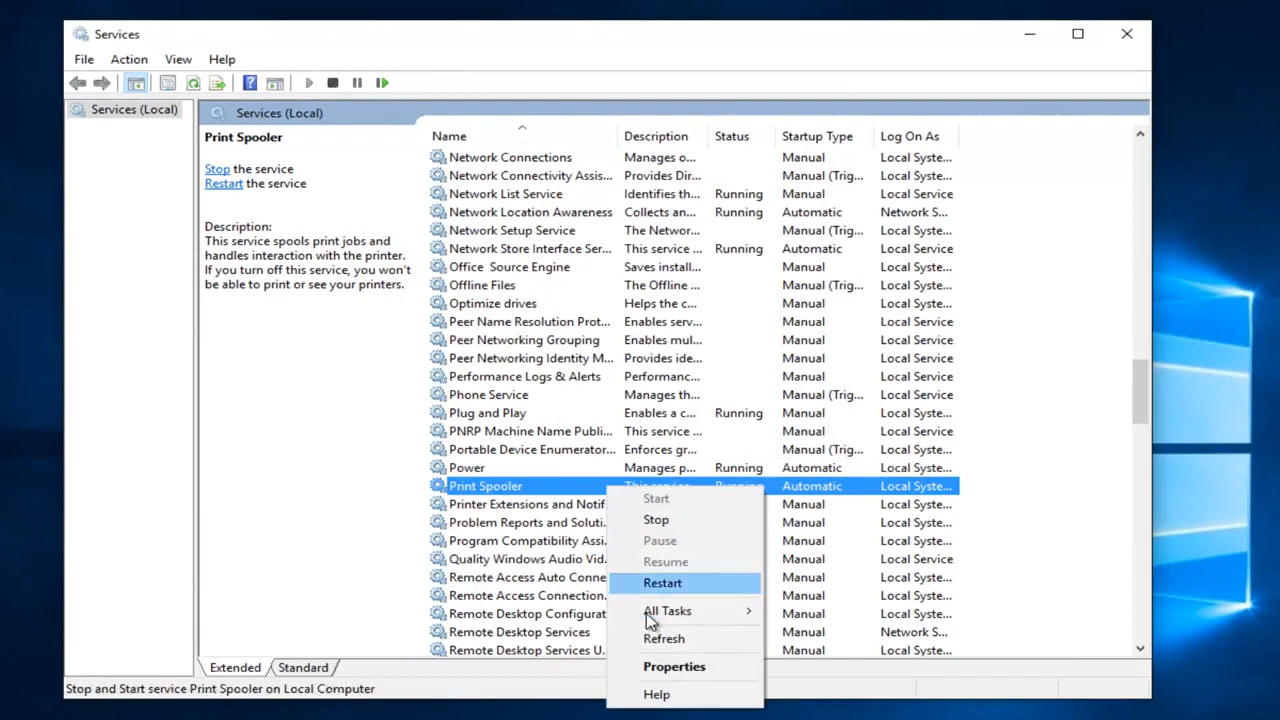 Services
File Action View Help
Services (Local)
Services (Local)
Print Spooler
Stop the service
Restart the service
Description:
This service spools print jobs and
handles interaction with the printer.
If you turn off this service, you won't
be able to print or see your printers.
Name Description Status Startup Type Log On As
Network Connections Manages o... Manual Local Syste...
Network Connectivity Assis... Provides Dir... Manual (Trig... Local Syste...
Network List Service Identifies th... Running Manual Local Service
Network Location Awareness Collects an... Running Automatic Network S...
Network Setup Service The Networ... Manual (Trig... Local Syste...
Network Store Interface Ser... This service ... Running Automatic Local Service
Office Source Engine Saves install... Manual Local Syste...
Offline Files The Offline ... Manual (Trig... Local Syste...
Optimize drives Helps the c... Manual Local Syste...
Peer Name Resolution Prot... Enables serv... Manual Local Service
Peer Networking Grouping Enables mul... Manual Local Service
Peer Networking Identity M... Provides ide... Manual Local Service
Performance Logs & Alerts Performanc... Manual Local Service
Phone Service Manages th... Manual (Trig... Local Service
Plug and Play Enables a c... Running Manual Local Syste...
PNRP Machine Name Publi... This service ... Manual Local Service
Portable Device Enumerator... Enforces gr... Manual (Trig... Local Syste...
Power Manages p... Running Automatic Local Syste...
Print Spooler This service Running Automatic Local Syste...
Printer Extensions and Notif Manual Local Syste...
Problem Reports and Soluti. Manual Local Syste...
Program Compatibility Assi. Manual Local Syste...
Quality Windows Audio Vid. Manual Local Service
Remote Access Auto Conne Manual Local Syste...
Remote Access Connection. Manual Local Syste...
Remote Desktop Configurat Manual Local Syste...
Remote Desktop Services Manual Network S...
Remote Desktop Services U... Manual Local Syste...
Start
Stop
Pause
Resume
Restart
All Tasks
Refresh
Properties
Help
Extended Standard
Stop and Start service Print Spooler on Local Computer